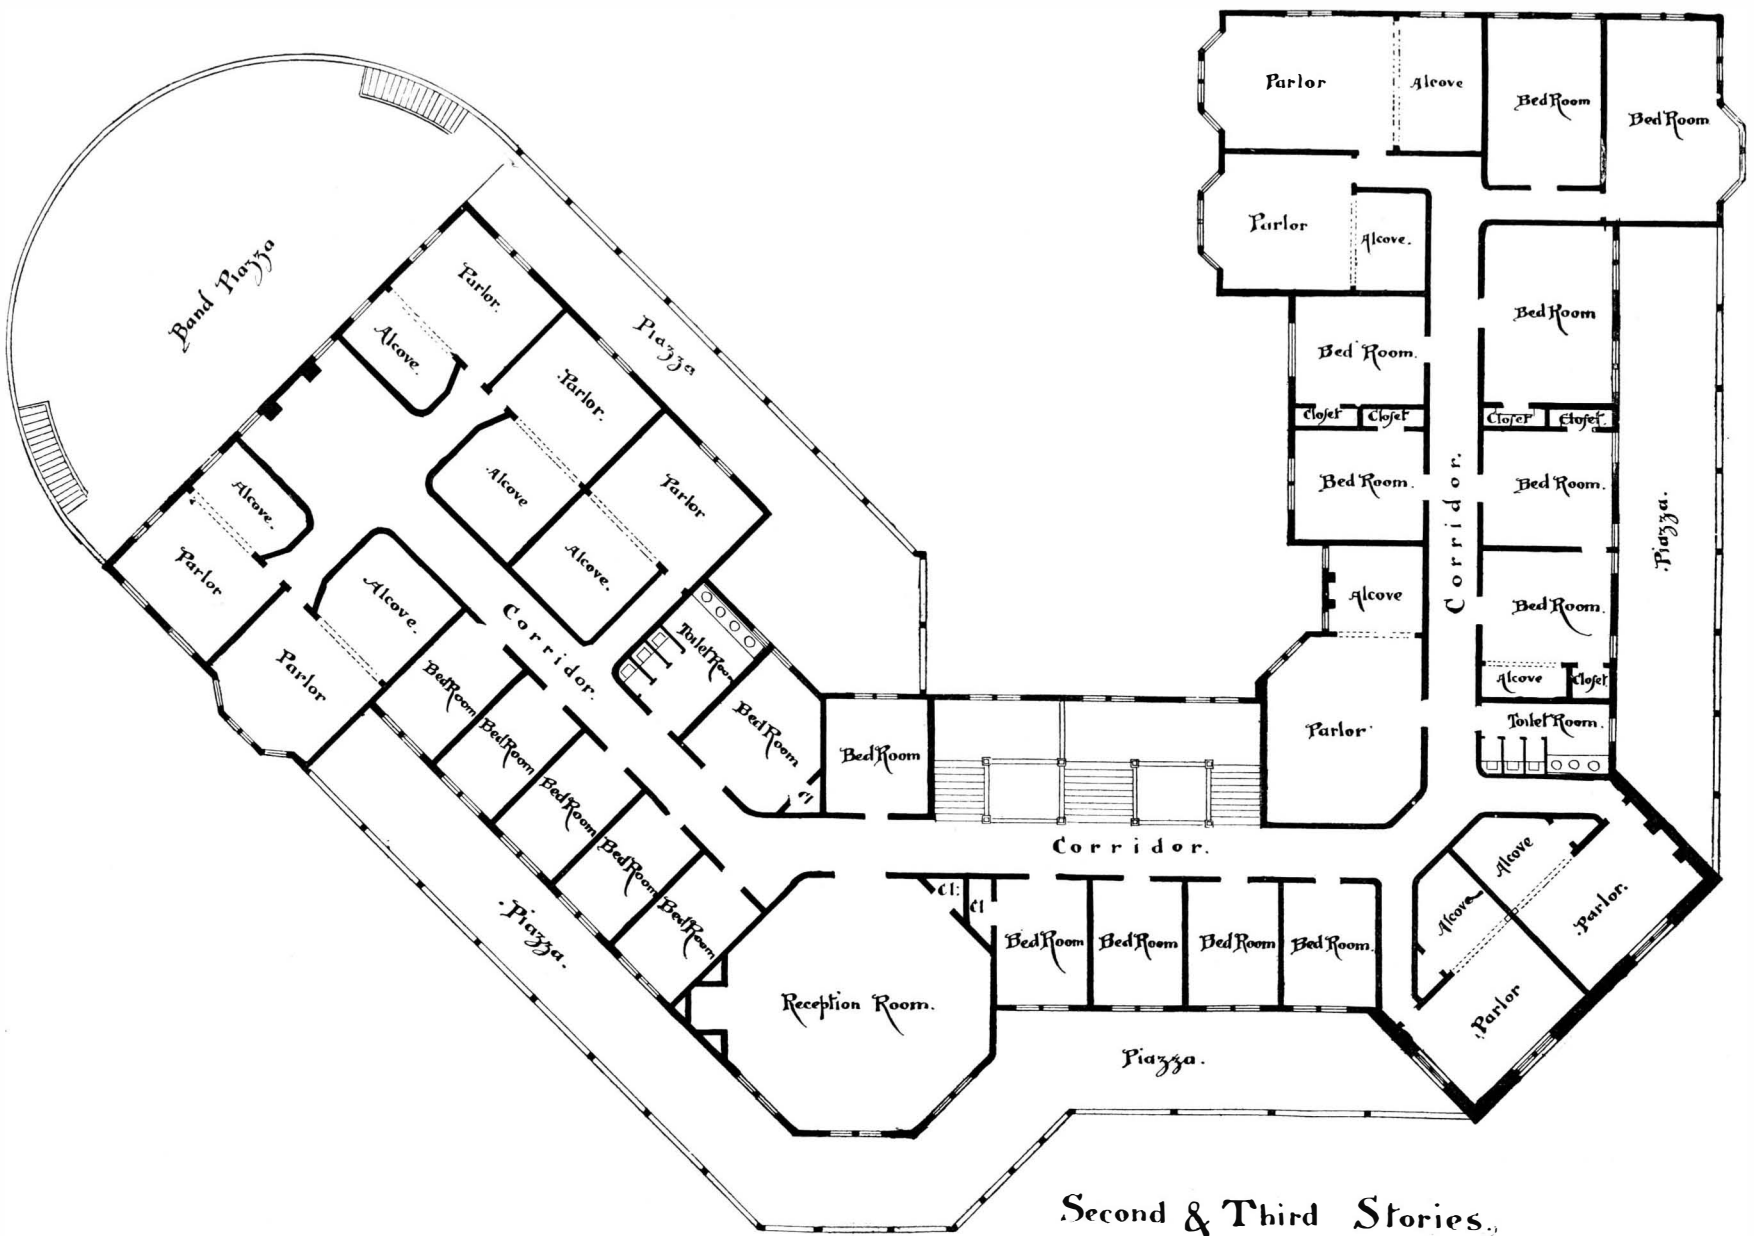 Parlor
Alcove
Bed Room
Bed Room
Parlor
Alcove.
Bed Room
Bed Room.
Closet
Closet
Closet
Closet.
Bed Room.
Bed Room.
Corridor.
Piazza.
Alcove
Bed Room.
Alcove
Closet
Toilet Room.
Parlor
Band Piazza
Parlor.
Alcove.
Piazza
Parlor.
Alcove
Parlor
Alcove.
Alcove.
Parlor
Alcove.
Parlor
Corridor.
Toilet Room
Bed Room
Cl
Bed Room
Bed Room
Bed Room
Bed Room
Bed Room
Bed Room
Corridor.
Piazza.
Reception Room.
Cl.
Cl
Bed Room
Bed Room
Bed Room
Bed Room.
Alcove
Alcove
Parlor.
Parlor
Piazza.
Second & Third Stories.